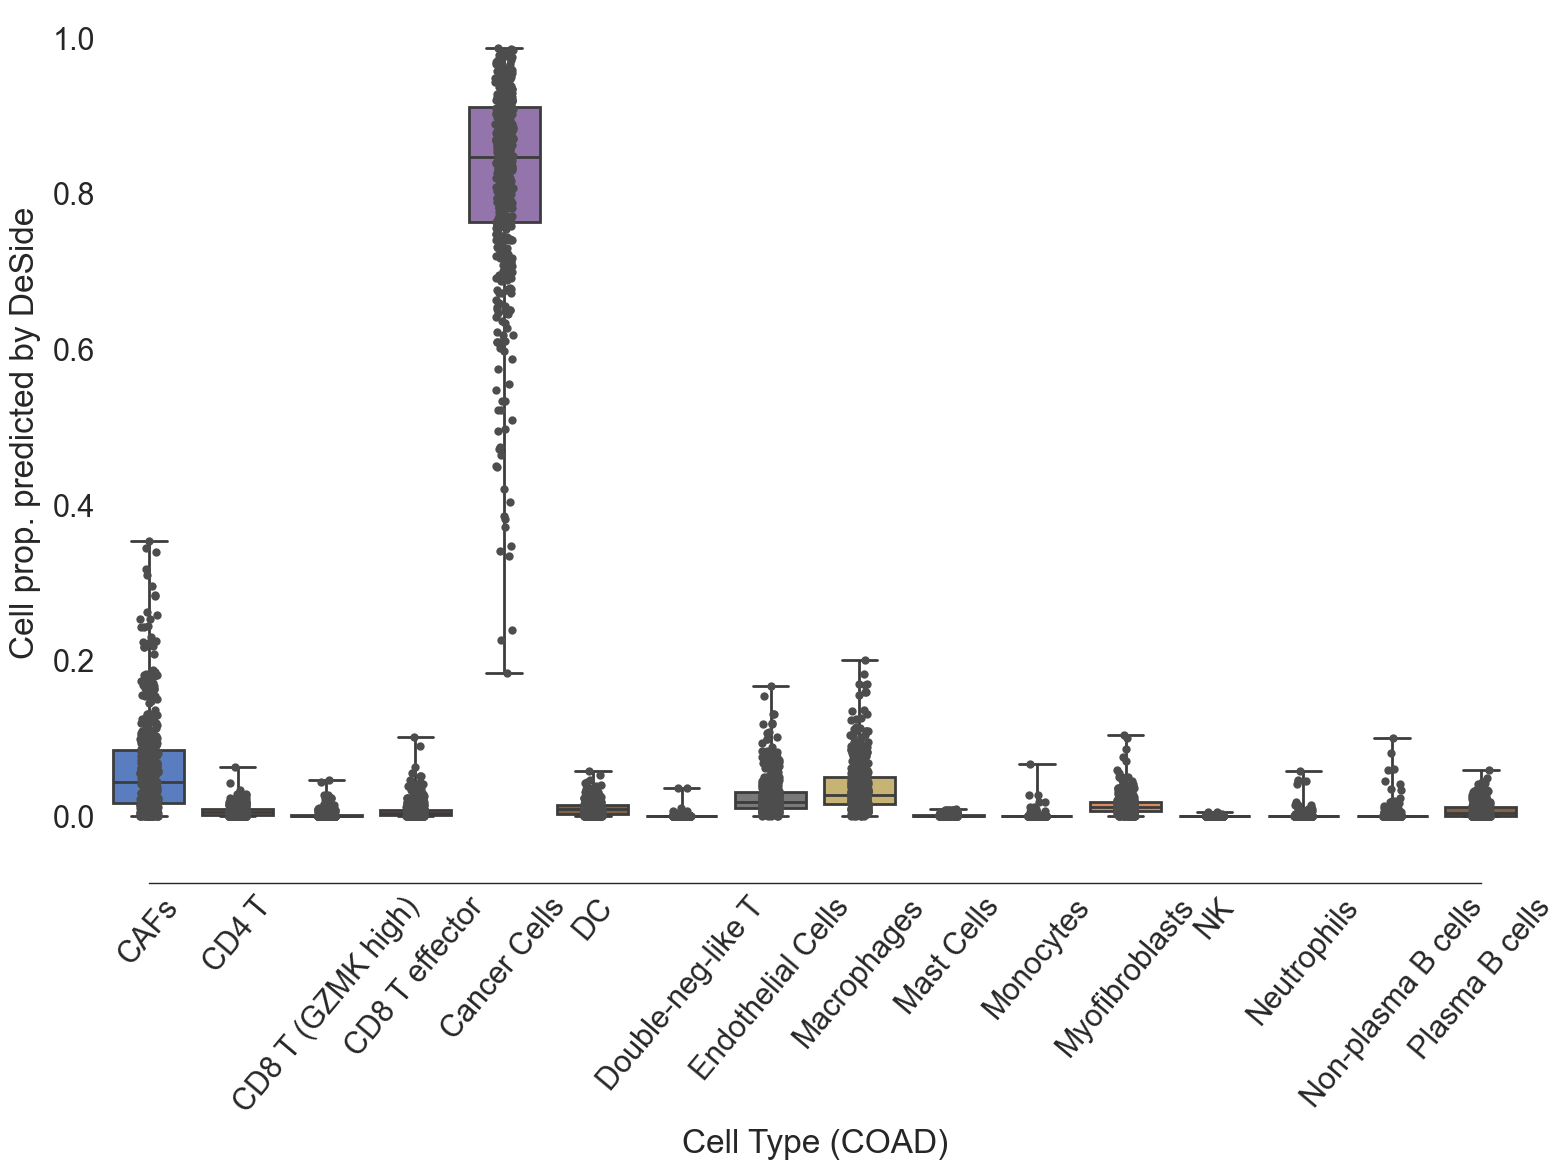 Cell prop. predicted by DeSide
1.0
0.8
0.6
0.4
0.2
0.0
CAFs
CD4 T
CD8 T (GZMK high)
CD8 T effector
Cancer Cells
DC
Double-neg-like T
Endothelial Cells
Macrophages
Mast Cells
Monocytes
Myofibroblasts
NK
Neutrophils
Non-plasma B cells
Plasma B cells
Cell Type (COAD)